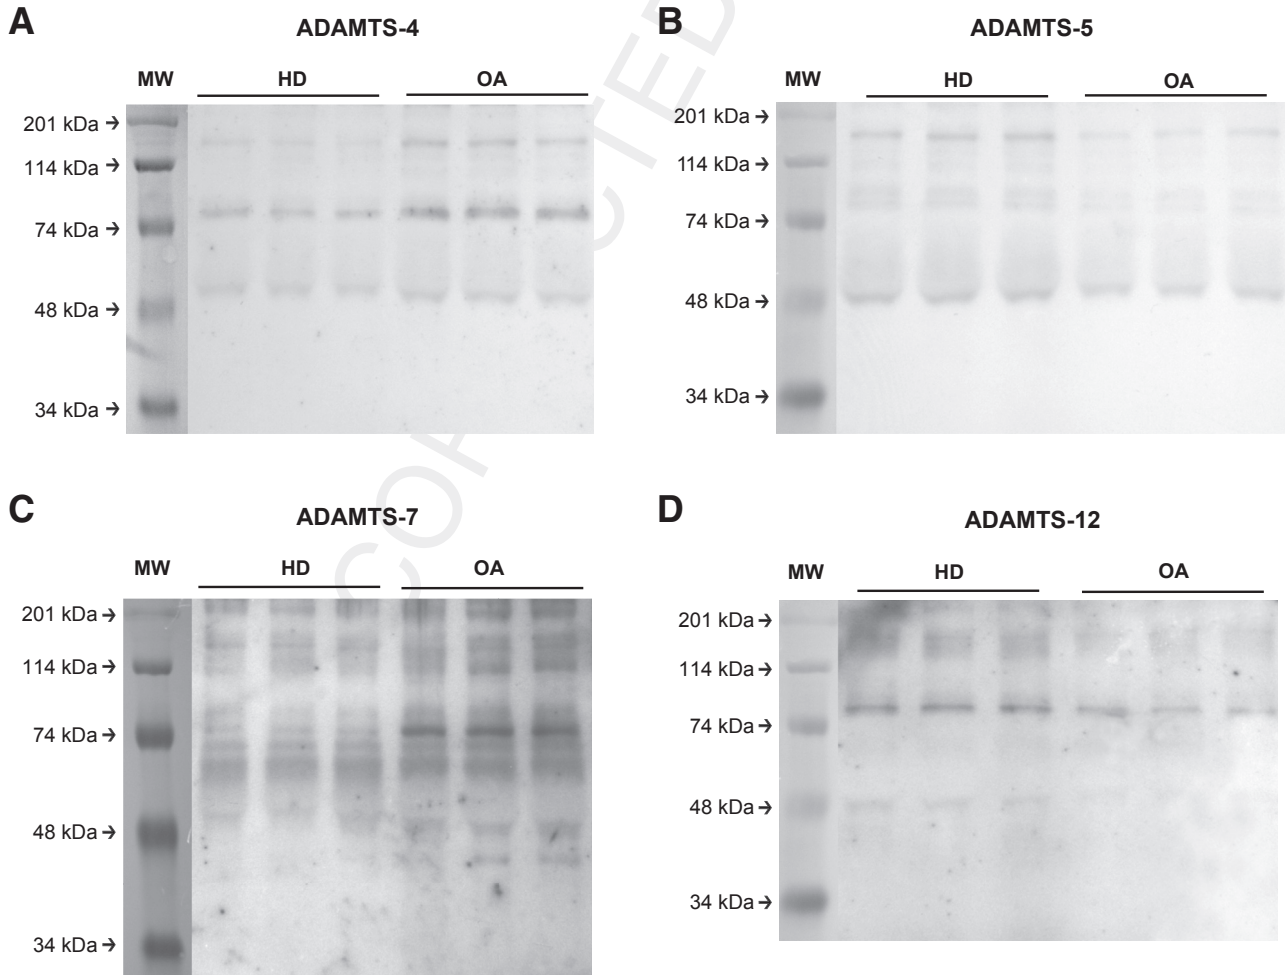 A
ADAMTS-4
MW HD OA
201 kDa →
114 kDa →
74 kDa →
48 kDa →
34 kDa →
B
ADAMTS-5
MW HD OA
201 kDa →
114 kDa →
74 kDa →
48 kDa →
34 kDa →
C
ADAMTS-7
MW HD OA
201 kDa →
114 kDa →
74 kDa →
48 kDa →
34 kDa →
D
ADAMTS-12
MW HD OA
201 kDa →
114 kDa →
74 kDa →
48 kDa →
34 kDa →